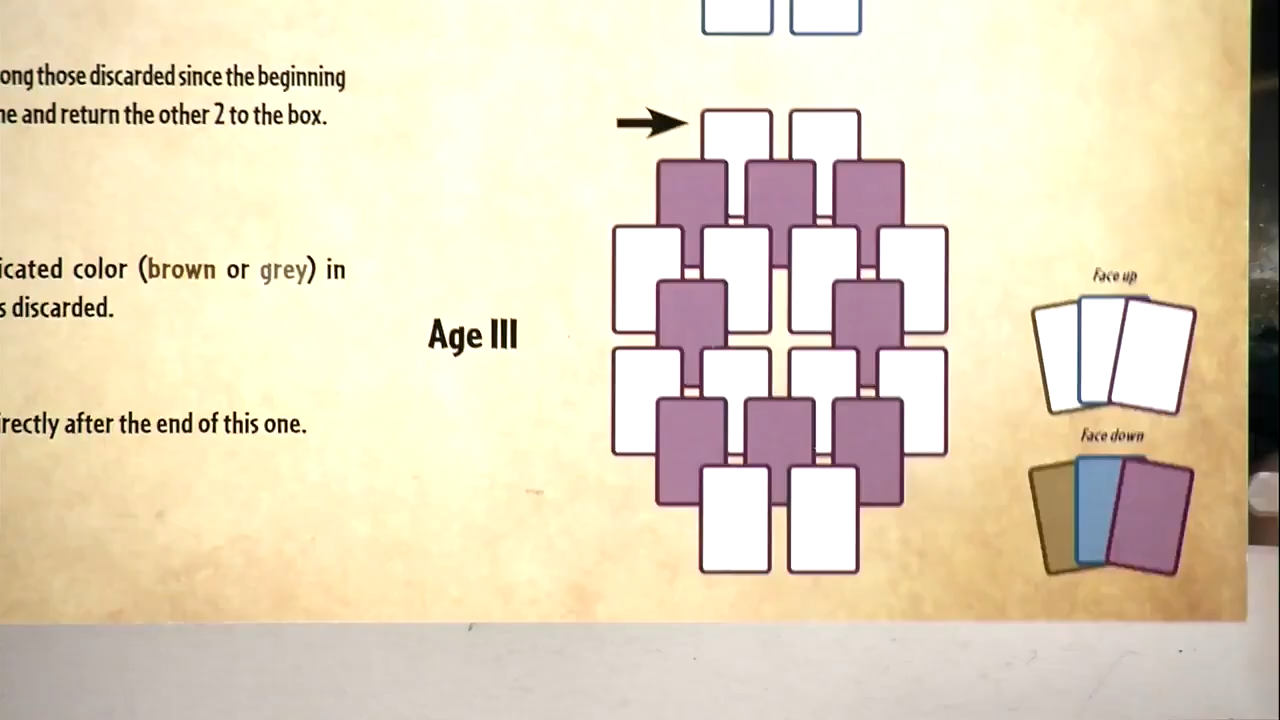 ong those discarded since the beginning
ne and return the other 2 to the box.
icated color (brown or grey) in
s discarded.
Age III
irectly after the end of this one.
Face up
Face down